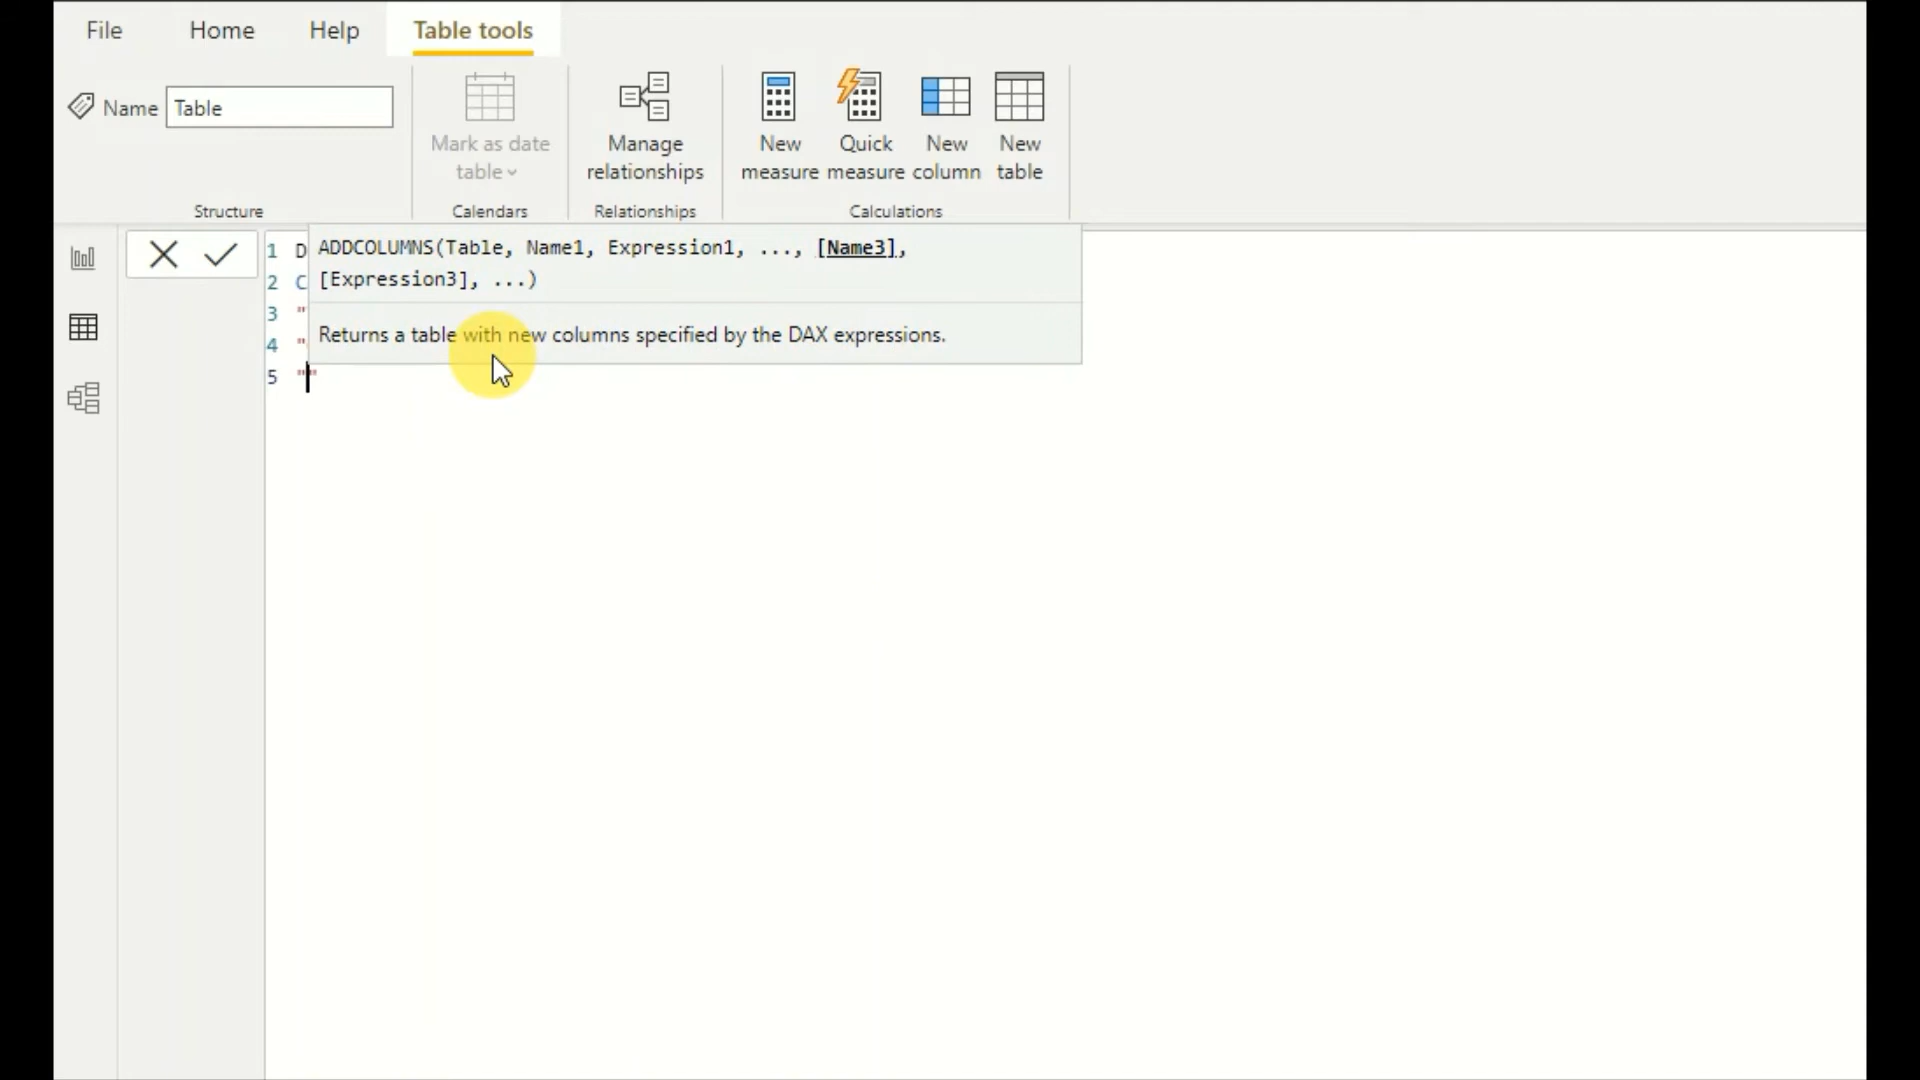 File Home Help Table tools
Name Table
Mark as date table
Manage relationships
New measure
Quick measure
New column
New table
Structure Calendars Relationships Calculations
1 D
2 C
3 "
4 "
5 ""
ADDCOLUMNS(Table, Name1, Expression1, ..., [Name3],
[Expression3], ...)
Returns a table with new columns specified by the DAX expressions.